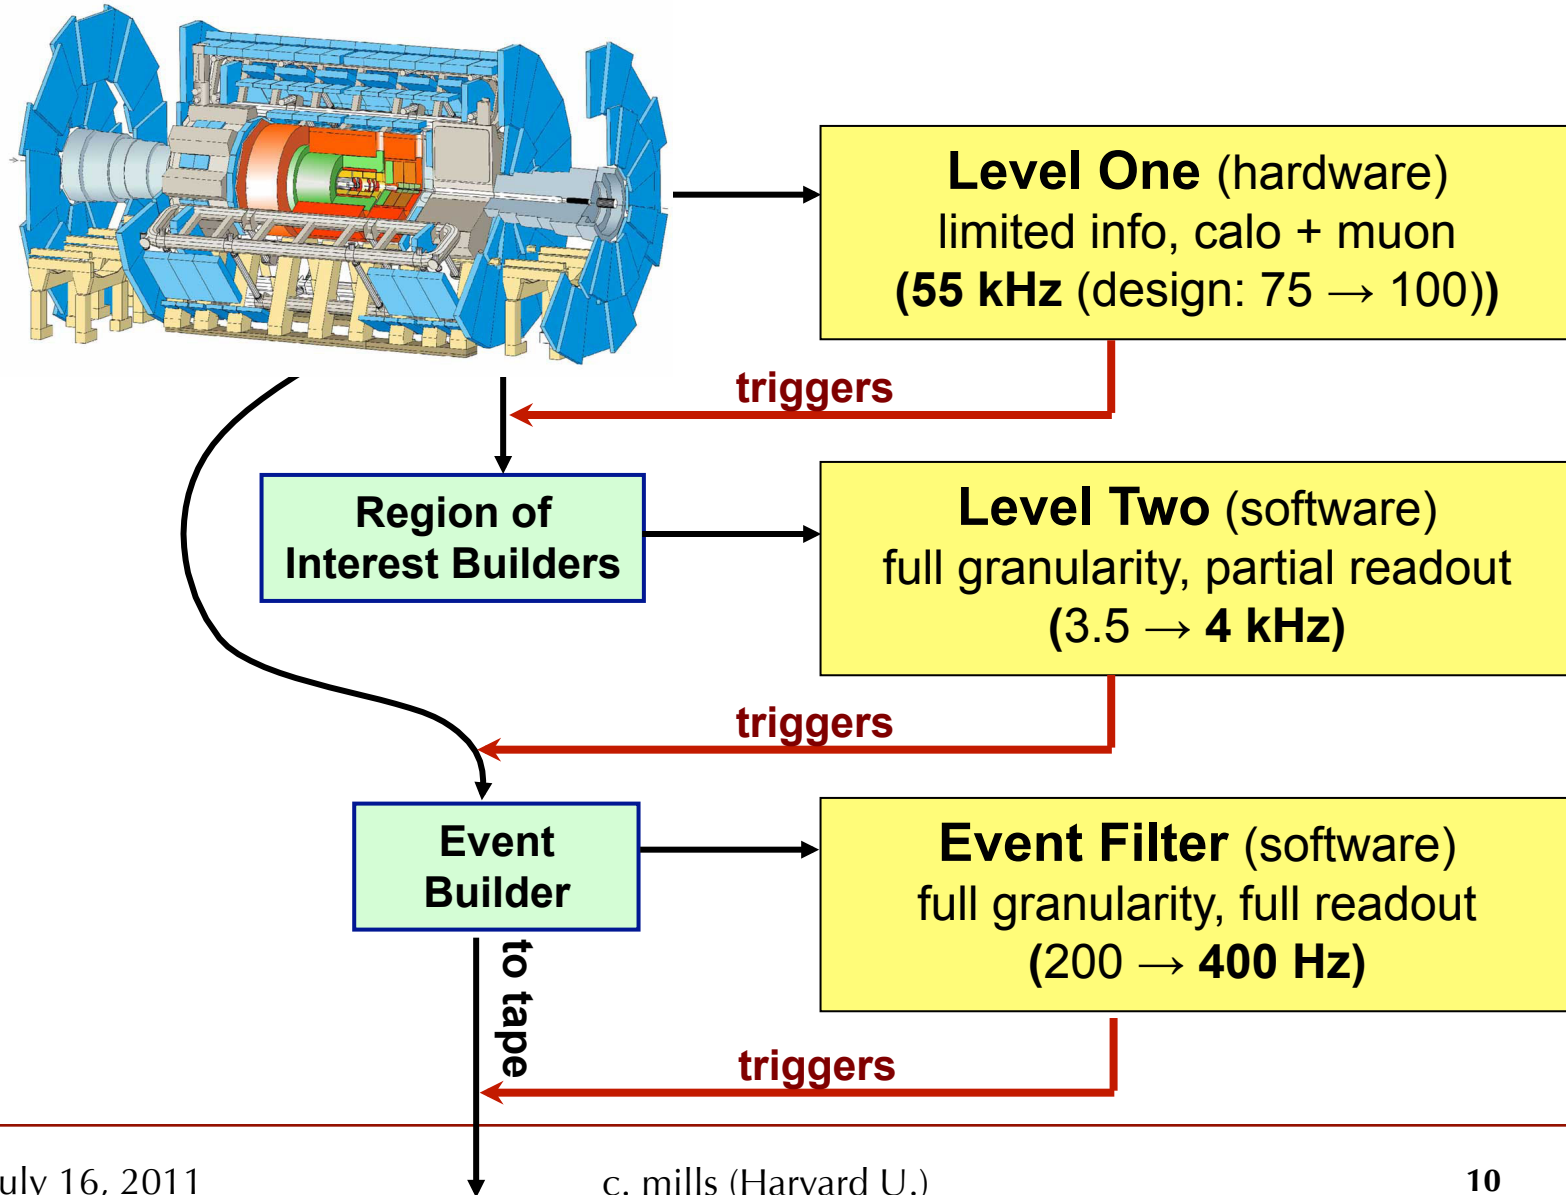 Level One (hardware)
limited info, calo + muon
(55 kHz (design: 75 → 100))
triggers
Region of
Interest Builders
Level Two (software)
full granularity, partial readout
(3.5 → 4 kHz)
triggers
Event
Builder
Event Filter (software)
full granularity, full readout
(200 → 400 Hz)
to tape
triggers
uly 16, 2011
c. mills (Harvard U.)
10